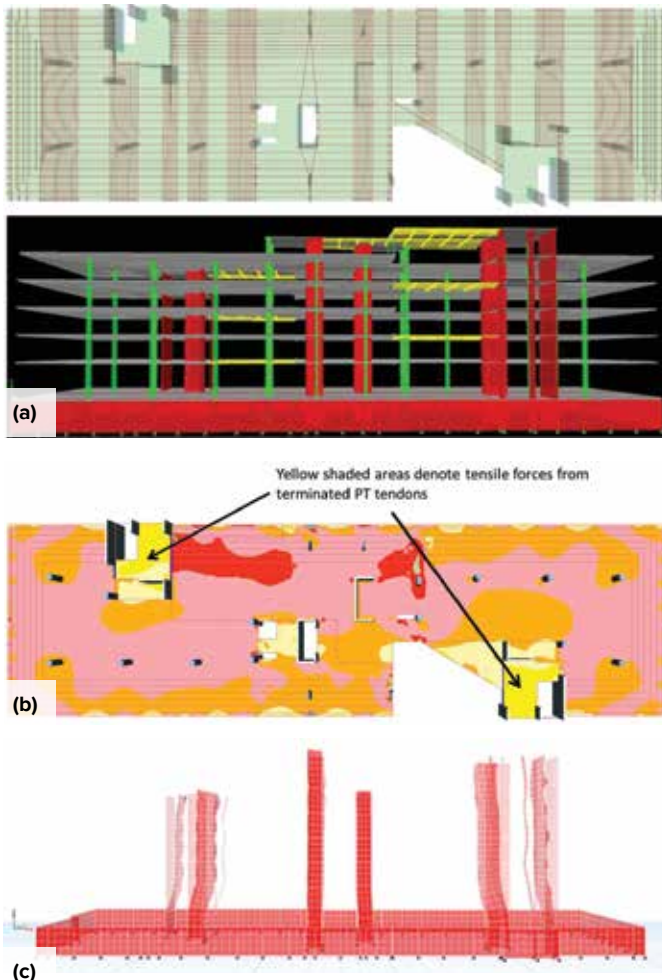 (a)
Yellow shaded areas denote tensile forces from
terminated PT tendons
(b)
(c)